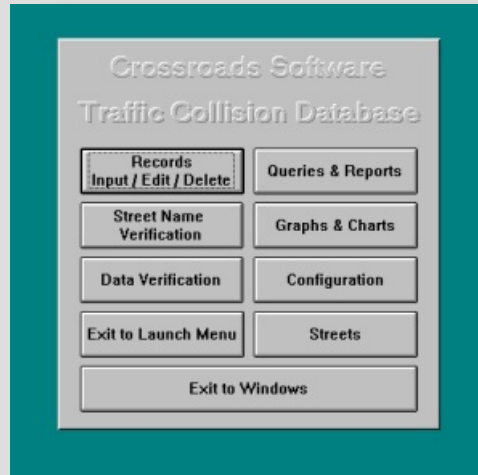 Crossroads Software
Traffic Collision Database
Records
Input / Edit / Delete
Queries & Reports
Street Name
Verification
Graphs & Charts
Data Verification
Configuration
Exit to Launch Menu
Streets
Exit to Windows